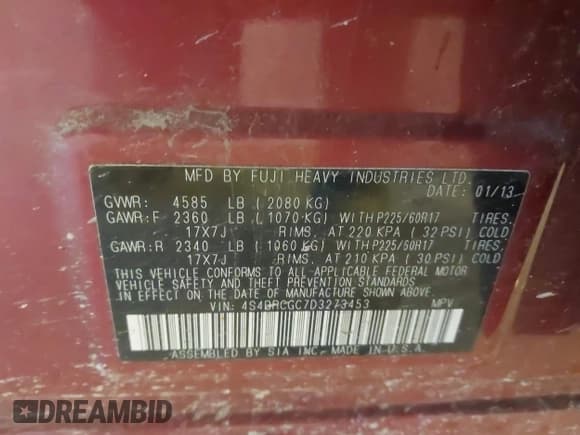 MFD BY FUJI HEAVY INDUSTRIES LTD.
DATE: 01/13
GVWR: 4585 LB (2080 KG)
GAWR:F 2360 LB (1070 KG) WITH P225/60R17 TIRES.
17X7J RIMS. AT 220 KPA (32 PSI) COLD
GAWR:R 2340 LB (1060 KG) WITH P225/60R17 TIRES.
17X7J RIMS. AT 210 KPA (30 PSI) COLD
THIS VEHICLE CONFORMS TO ALL APPLICABLE FEDERAL MOTOR
VEHICLE SAFETY AND THEFT PREVENTION STANDARDS
IN EFFECT ON THE DATE OF MANUFACTURE SHOWN ABOVE.
VIN: 4S4BRCGC7D3273453 MPV
ASSEMBLED BY SIA INC. MADE IN U.S.A.
DREAMBID